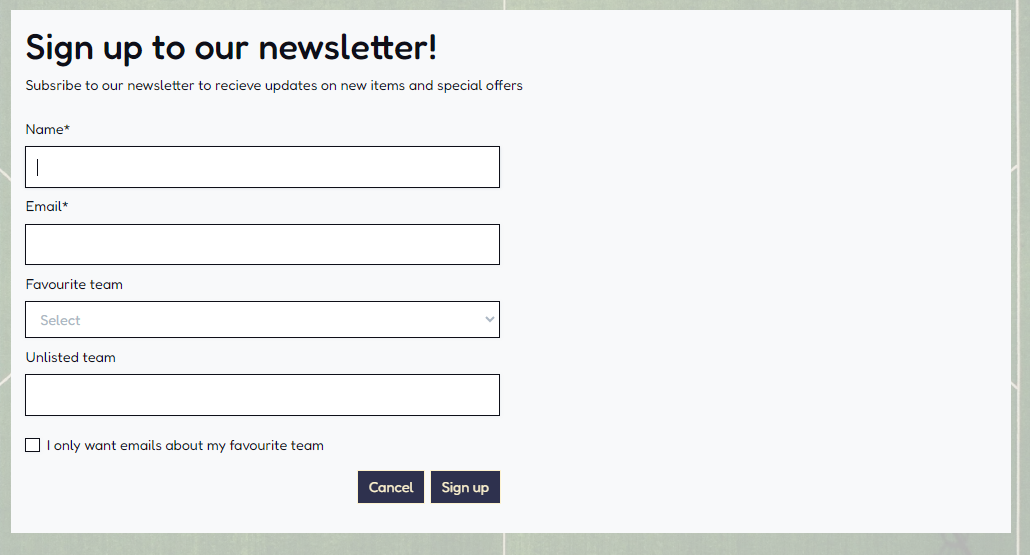 Sign up to our newsletter!
Subsribe to our newsletter to recieve updates on new items and special offers
Name*
Email*
Favourite team
Select
Unlisted team
I only want emails about my favourite team
Cancel Sign up